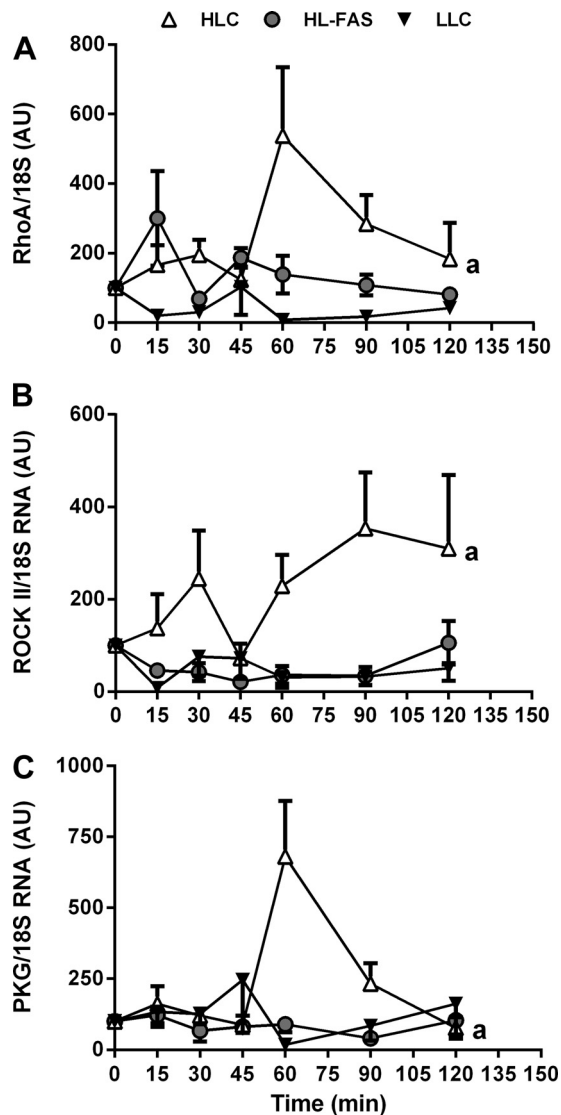 HLC HL-FAS LLC
A
RhoA/18S (AU)
800
600
400
200
0
0 15 30 45 60 75 90 105 120 135 150
a
B
ROCK II/18S RNA (AU)
600
400
200
0
0 15 30 45 60 75 90 105 120 135 150
a
C
PKG/18S RNA (AU)
1000
750
500
250
0
0 15 30 45 60 75 90 105 120 135 150
a
Time (min)